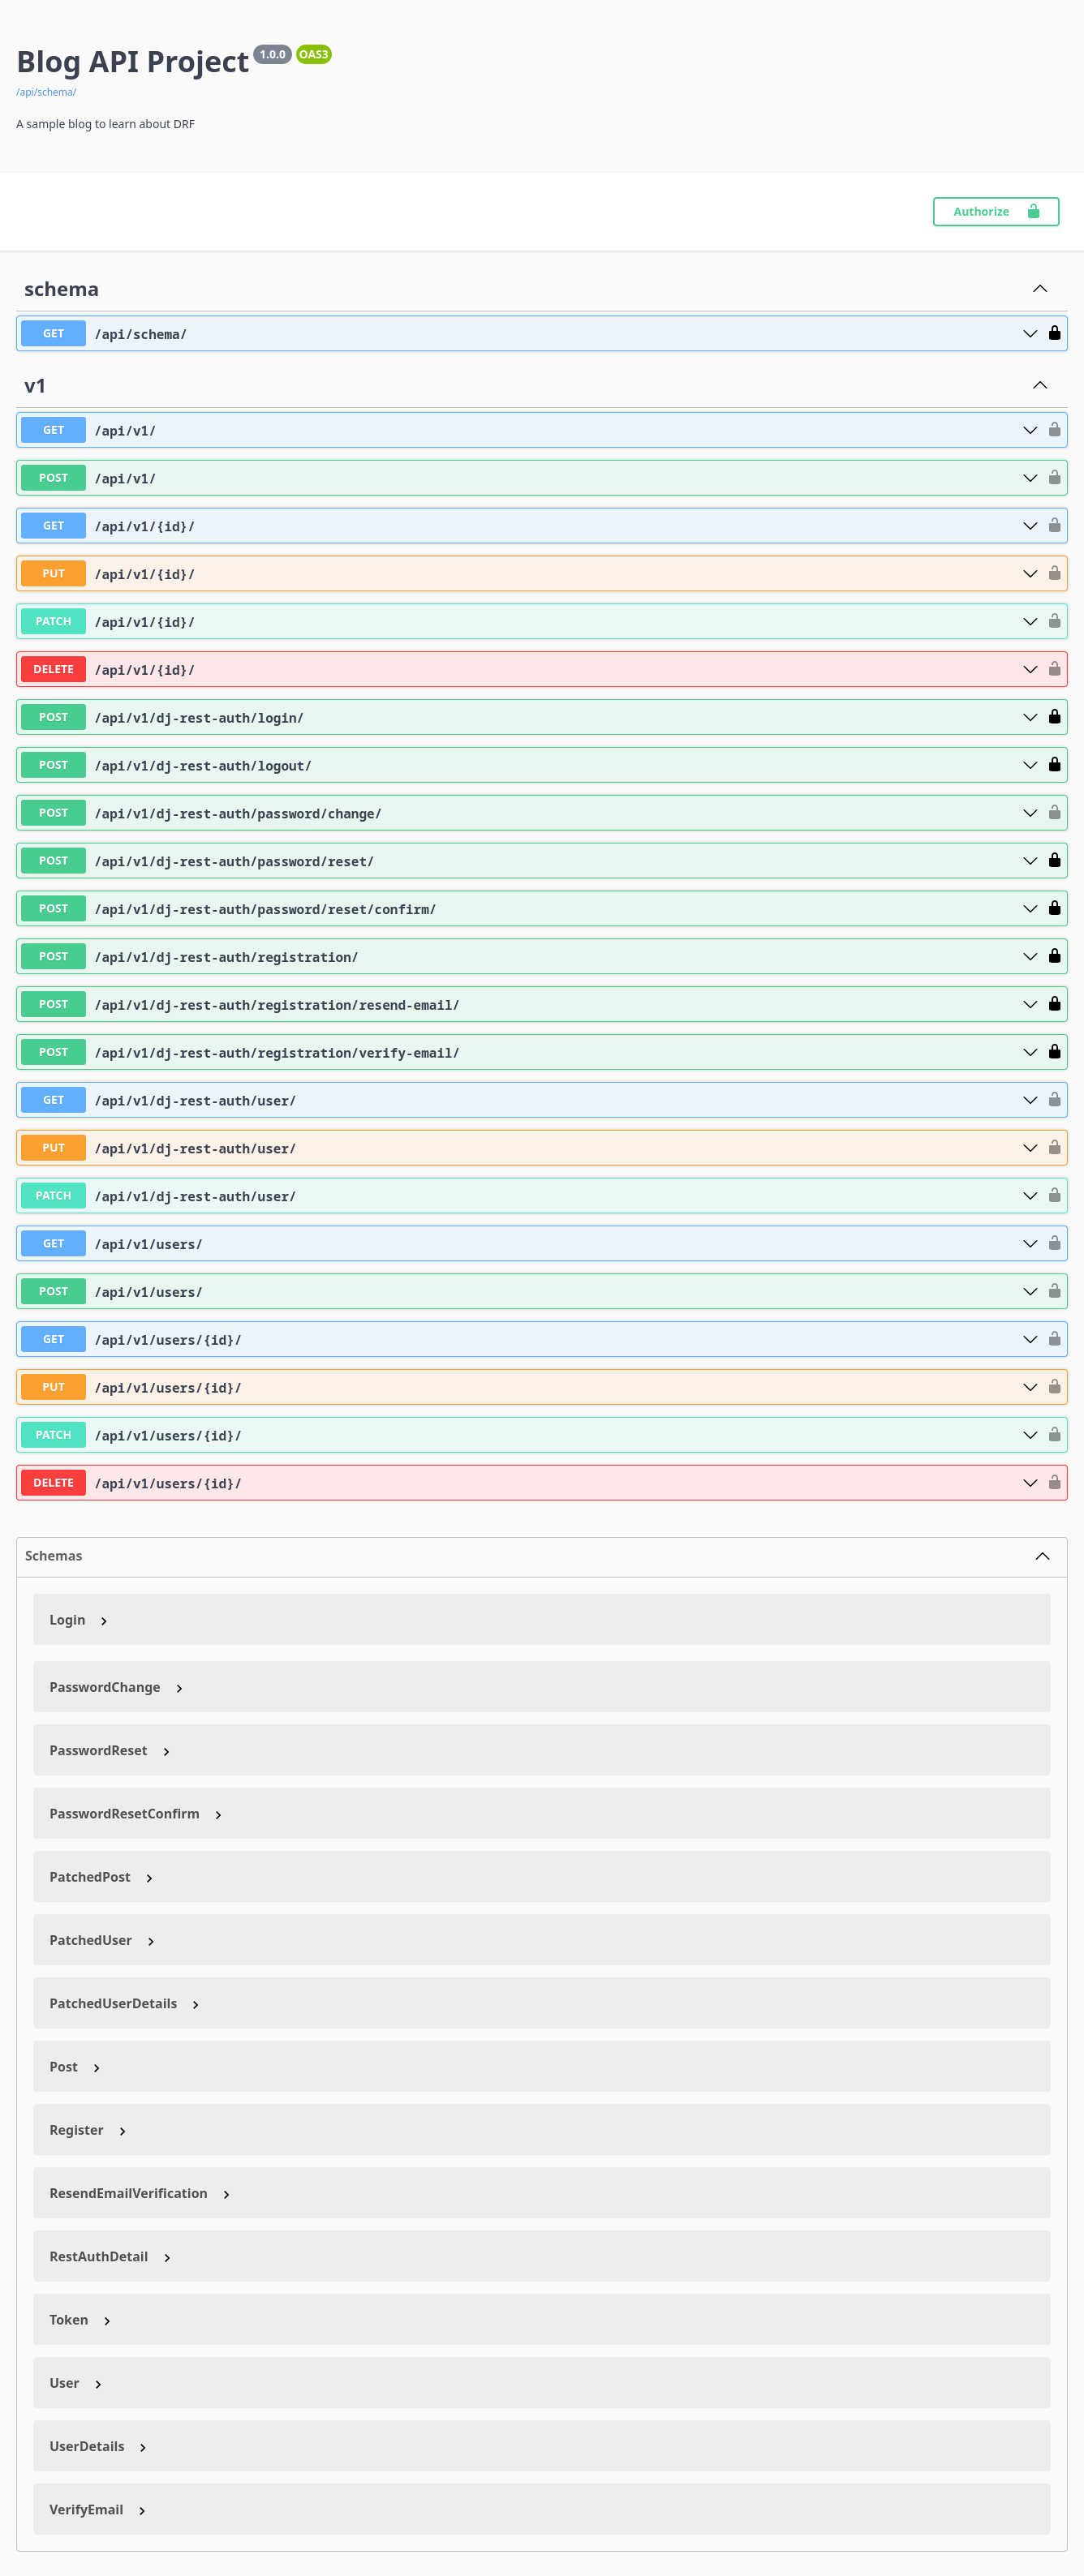 Blog API Project 1.0.0 OAS3
/api/schema/
A sample blog to learn about DRF
Authorize
schema
GET /api/schema/
v1
GET /api/v1/
POST /api/v1/
GET /api/v1/{id}/
PUT /api/v1/{id}/
PATCH /api/v1/{id}/
DELETE /api/v1/{id}/
POST /api/v1/dj-rest-auth/login/
POST /api/v1/dj-rest-auth/logout/
POST /api/v1/dj-rest-auth/password/change/
POST /api/v1/dj-rest-auth/password/reset/
POST /api/v1/dj-rest-auth/password/reset/confirm/
POST /api/v1/dj-rest-auth/registration/
POST /api/v1/dj-rest-auth/registration/resend-email/
POST /api/v1/dj-rest-auth/registration/verify-email/
GET /api/v1/dj-rest-auth/user/
PUT /api/v1/dj-rest-auth/user/
PATCH /api/v1/dj-rest-auth/user/
GET /api/v1/users/
POST /api/v1/users/
GET /api/v1/users/{id}/
PUT /api/v1/users/{id}/
PATCH /api/v1/users/{id}/
DELETE /api/v1/users/{id}/
Schemas
Login
PasswordChange
PasswordReset
PasswordResetConfirm
PatchedPost
PatchedUser
PatchedUserDetails
Post
Register
ResendEmailVerification
RestAuthDetail
Token
User
UserDetails
VerifyEmail